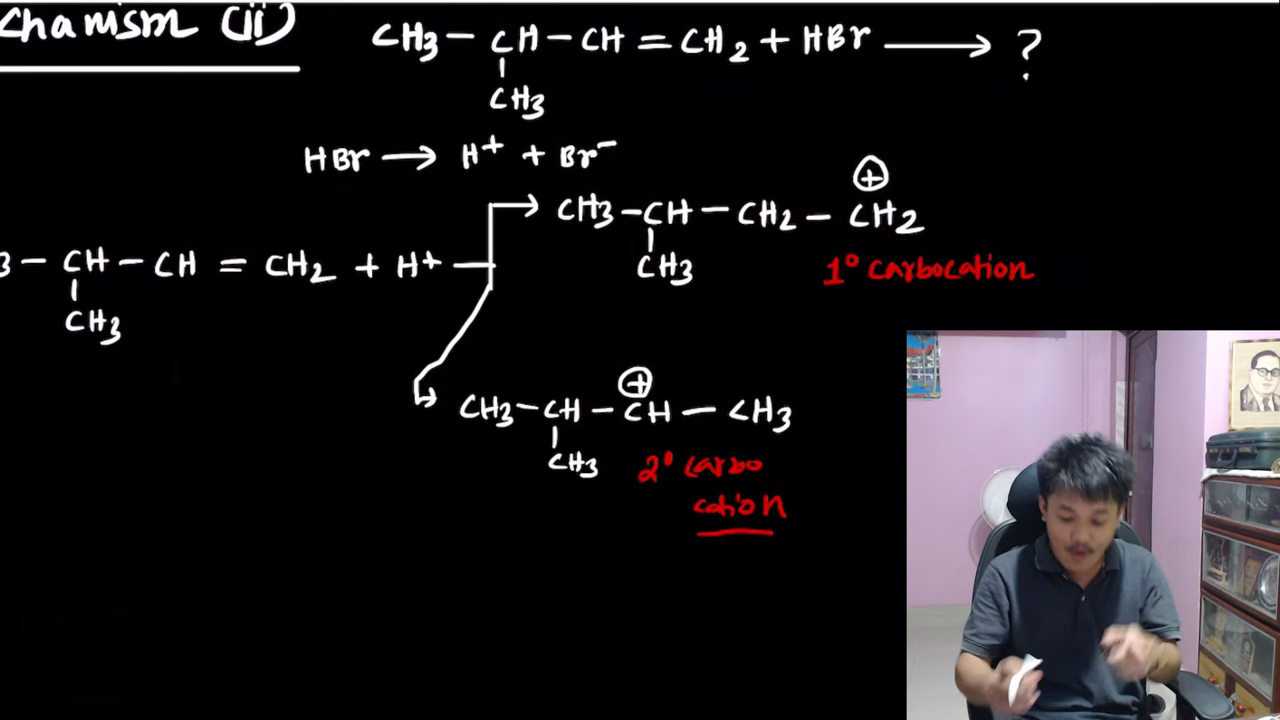 chanism (ii)
CH3 — CH — CH = CH2 + HBr ⟶ ?
|
CH3
HBr ⟶ H+ + Br−
⟶ CH3 — CH — CH2 — CH2
⊕
|
CH3
1° carbocation
3 — CH — CH = CH2 + H+ —
|
CH3
CH3 — CH — CH — CH3
⊕
|
CH3
2° carbo
cation